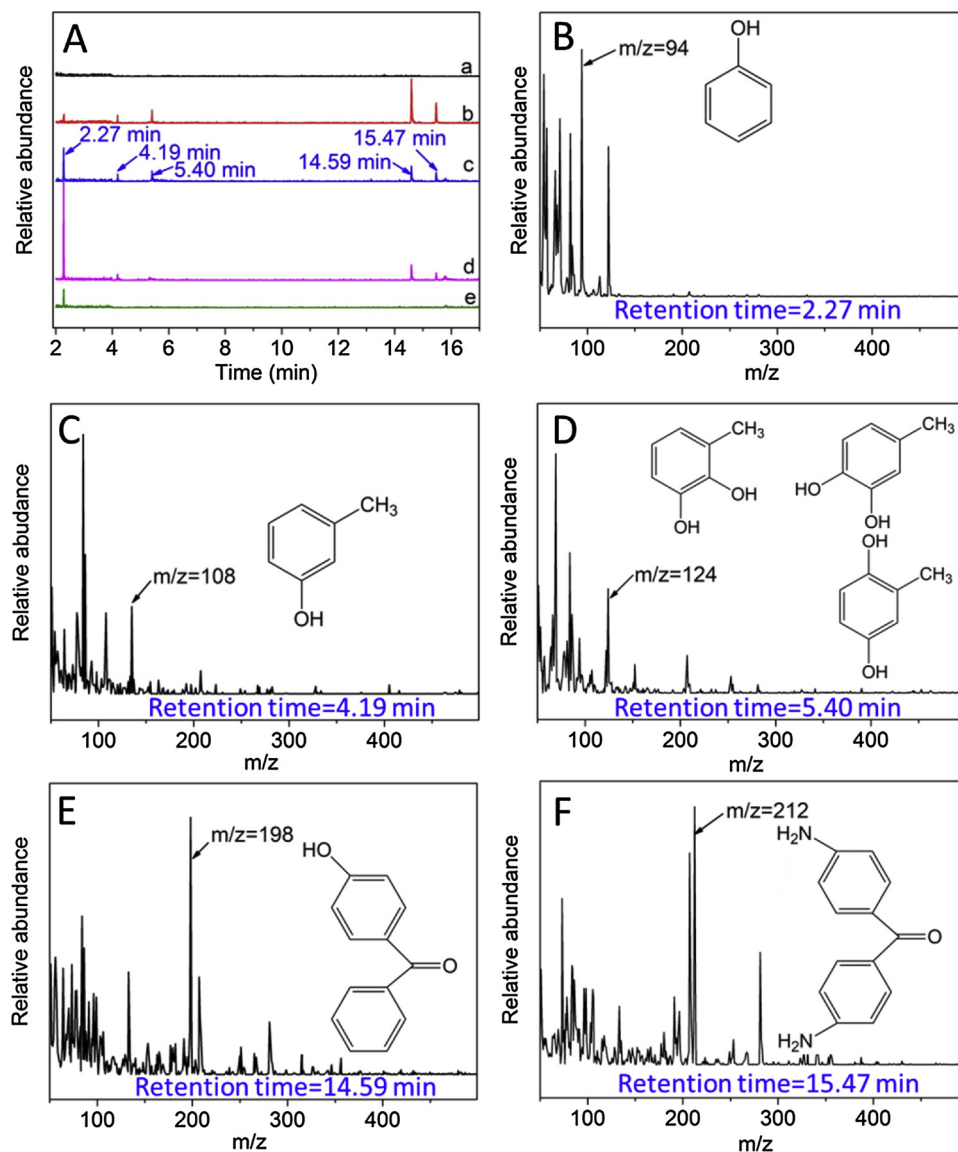 A
Relative abundance
a
b
2.27 min
15.47 min
4.19 min
14.59 min
c
5.40 min
d
e
2 4 6 8 10 12 14 16
Time (min)
B
OH
m/z=94
Relative abundance
Retention time=2.27 min
100 200 300 400
m/z
C
Relative abudance
CH3
m/z=108
OH
Retention time=4.19 min
100 200 300 400
m/z
D
Relative abundance
CH3
OH
OH
CH3
HO
OH
OH
CH3
m/z=124
OH
Retention time=5.40 min
100 200 300 400
m/z
E
Relative abundance
m/z=198
HO
O
Retention time=14.59 min
100 200 300 400
m/z
F
Relative abundance
m/z=212
H2N
O
H2N
Retention time=15.47 min
100 200 300 400
m/z